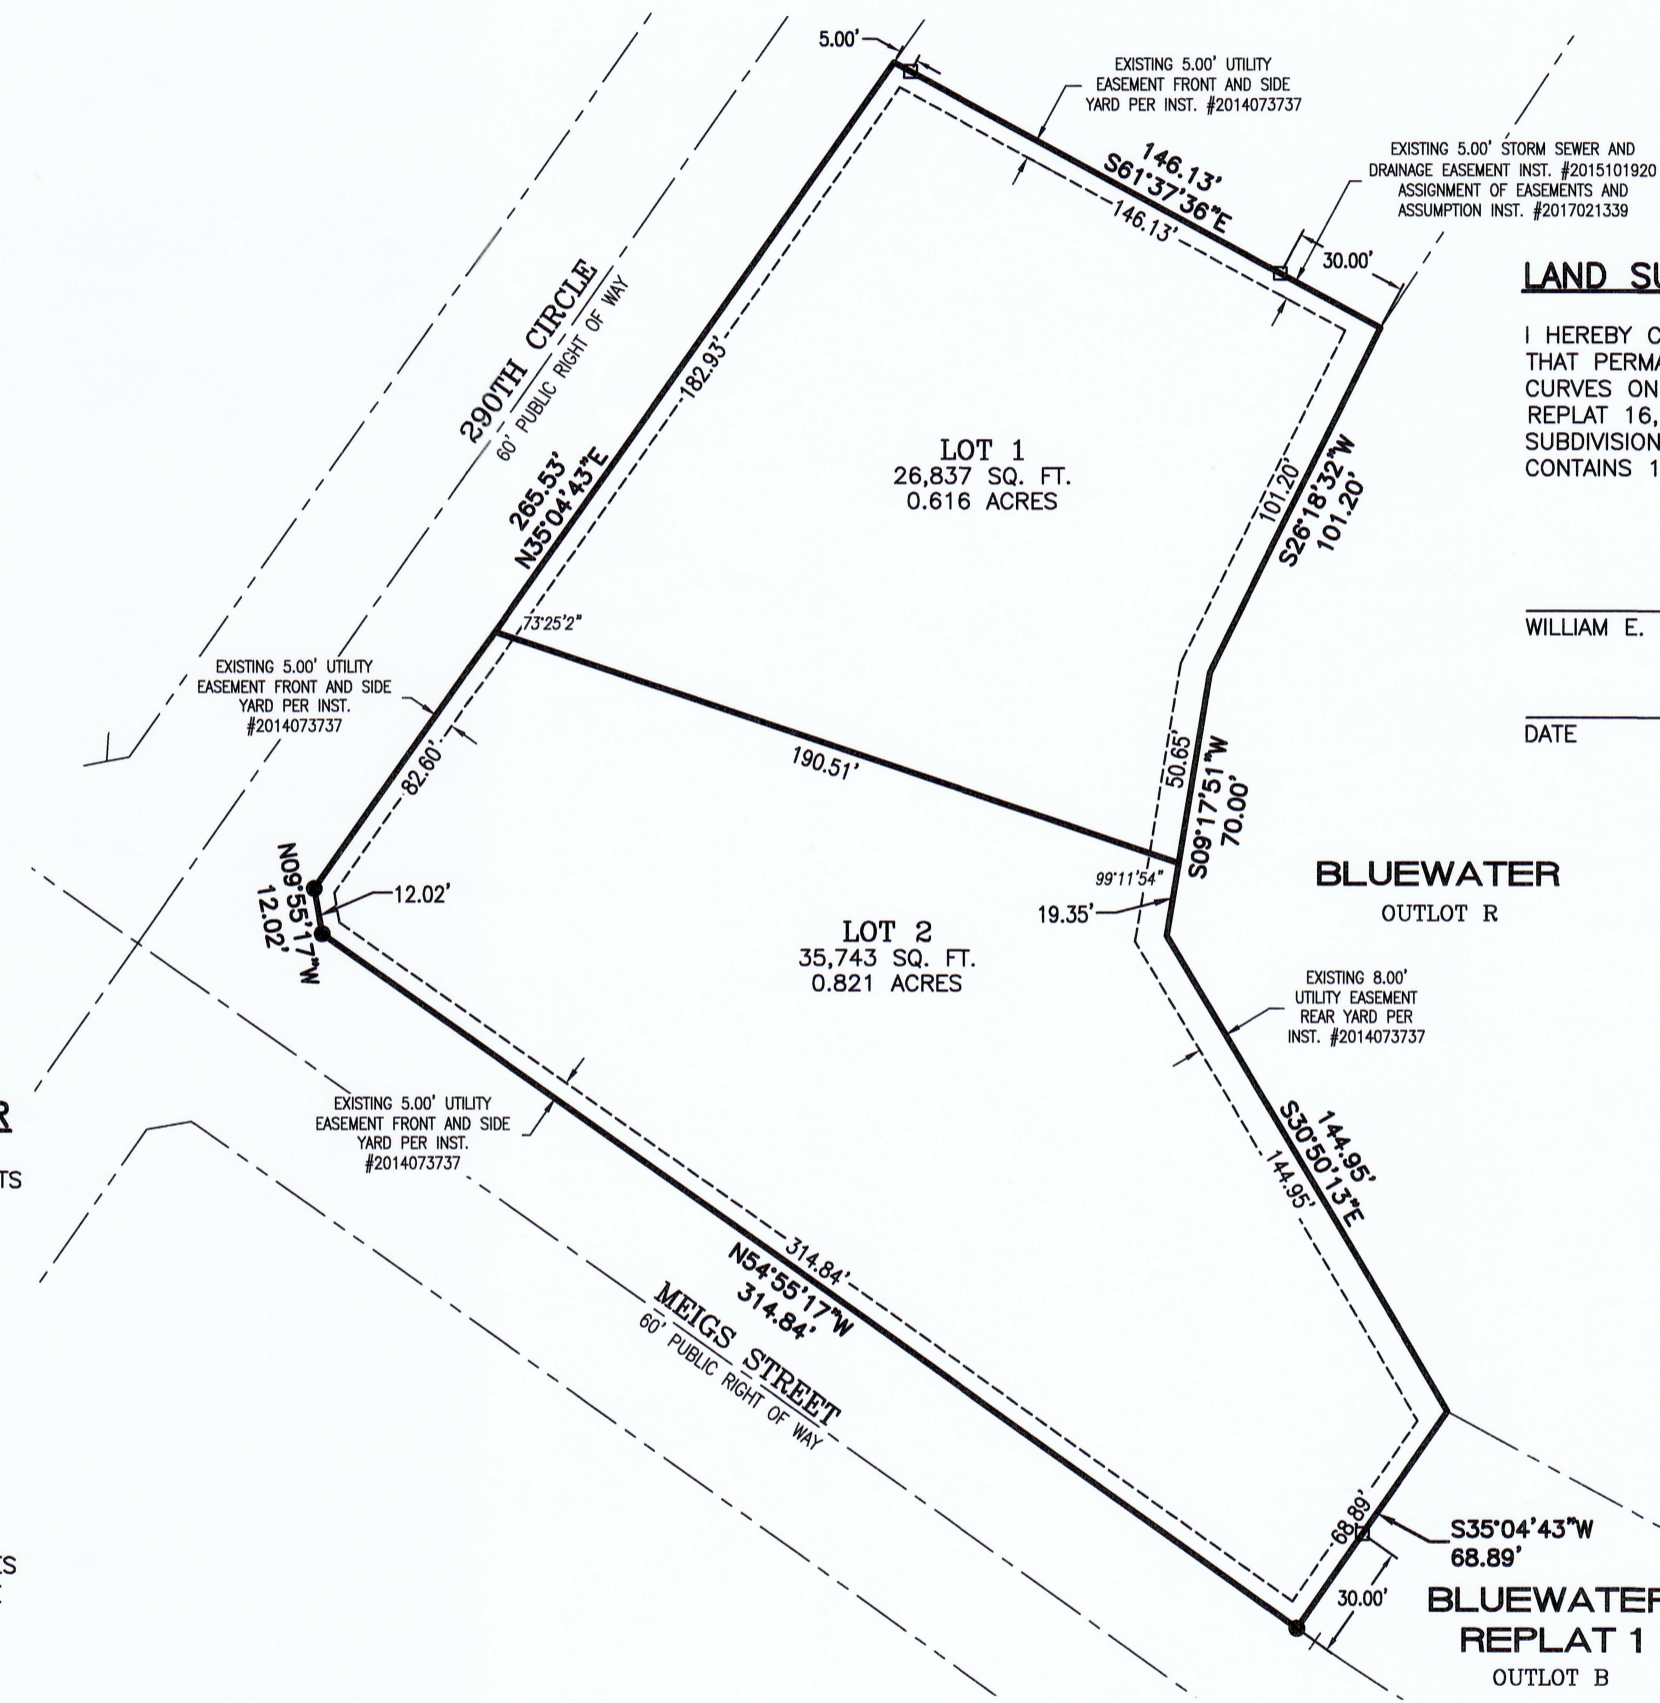 5.00'
EXISTING 5.00' UTILITY
EASEMENT FRONT AND SIDE
YARD PER INST. #2014073737
146.13'
S61°37'36"E
146.13'
EXISTING 5.00' STORM SEWER AND
DRAINAGE EASEMENT INST. #2015101920
ASSIGNMENT OF EASEMENTS AND
ASSUMPTION INST. #2017021339
30.00'
LAND SU
I HEREBY C
THAT PERMA
CURVES ON
REPLAT 16,
SUBDIVISION
CONTAINS 1
WILLIAM E.
DATE
290TH CIRCLE
60' PUBLIC RIGHT OF WAY
182.93'
265.53'
N35°04'43"E
LOT 1
26,837 SQ. FT.
0.616 ACRES
101.20'
S26°18'32"W
101.20'
73°25'2"
EXISTING 5.00' UTILITY
EASEMENT FRONT AND SIDE
YARD PER INST.
#2014073737
82.60'
190.51'
50.65'
S09°17'51"W
70.00'
99°11'54"
19.35'
BLUEWATER
OUTLOT R
N09°55'17"W
12.02'
12.02'
LOT 2
35,743 SQ. FT.
0.821 ACRES
EXISTING 8.00'
UTILITY EASEMENT
REAR YARD PER
INST. #2014073737
R
TS
EXISTING 5.00' UTILITY
EASEMENT FRONT AND SIDE
YARD PER INST.
#2014073737
144.95'
S30°50'13"E
144.95'
314.84'
N54°55'17"W
314.84'
MEIGS STREET
60' PUBLIC RIGHT OF WAY
68.89'
S35°04'43"W
68.89'
30.00'
BLUEWATER
REPLAT 1
OUTLOT B